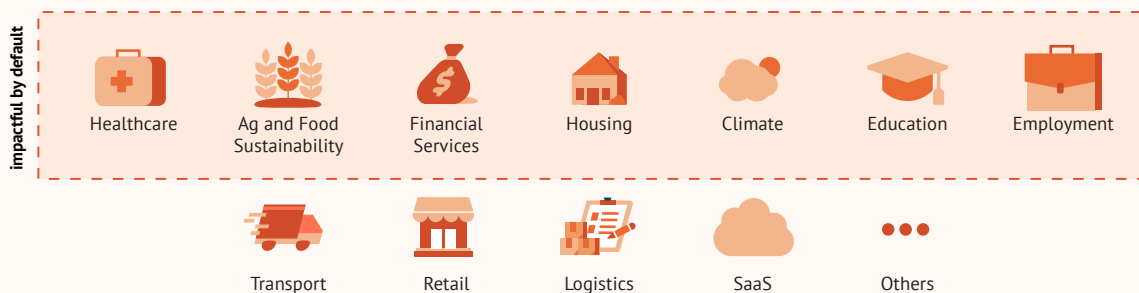 impactful by default
Healthcare
Ag and Food
Sustainability
Financial
Services
Housing
Climate
Education
Employment
Transport
Retail
Logistics
SaaS
Others